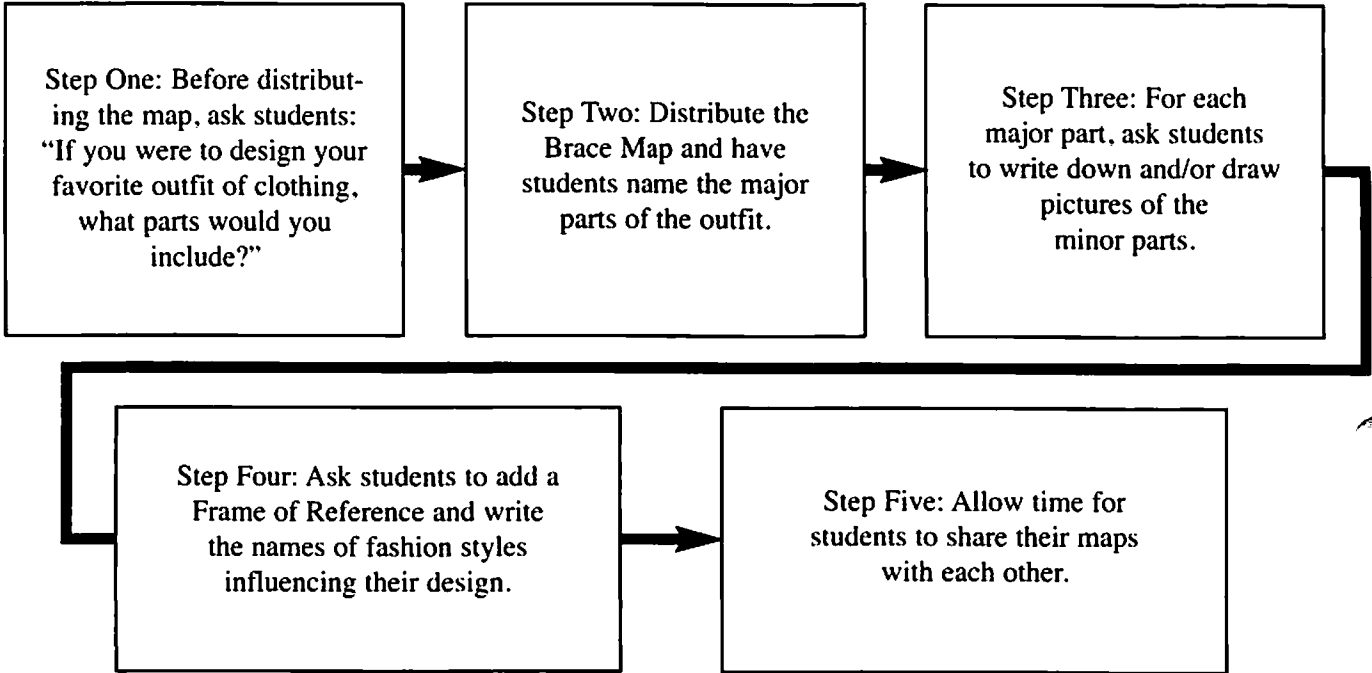 Step One: Before distribut-
ing the map, ask students:
“If you were to design your
favorite outfit of clothing,
what parts would you
include?”
Step Two: Distribute the
Brace Map and have
students name the major
parts of the outfit.
Step Three: For each
major part, ask students
to write down and/or draw
pictures of the
minor parts.
Step Four: Ask students to add a
Frame of Reference and write
the names of fashion styles
influencing their design.
Step Five: Allow time for
students to share their maps
with each other.